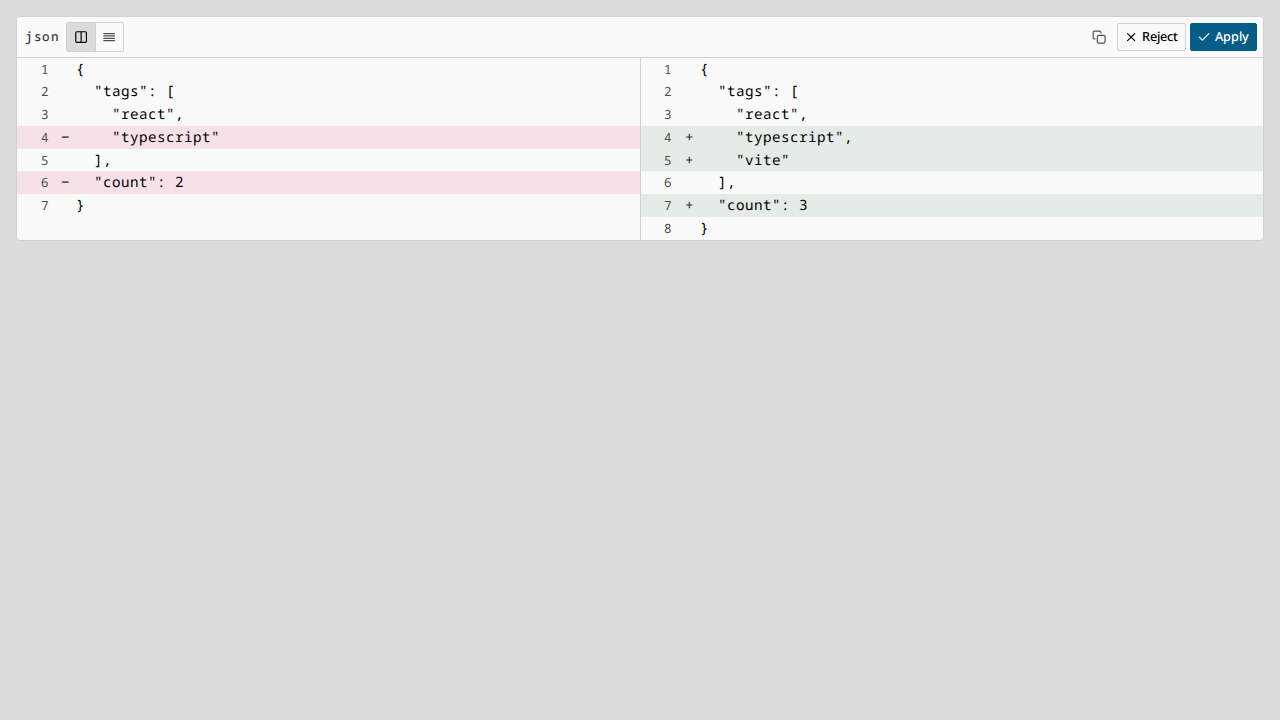 json
Reject
Apply
1 {
2 "tags": [
3 "react",
4 − "typescript"
5 ],
6 − "count": 2
7 }
1 {
2 "tags": [
3 "react",
4 + "typescript",
5 + "vite"
6 ],
7 + "count": 3
8 }